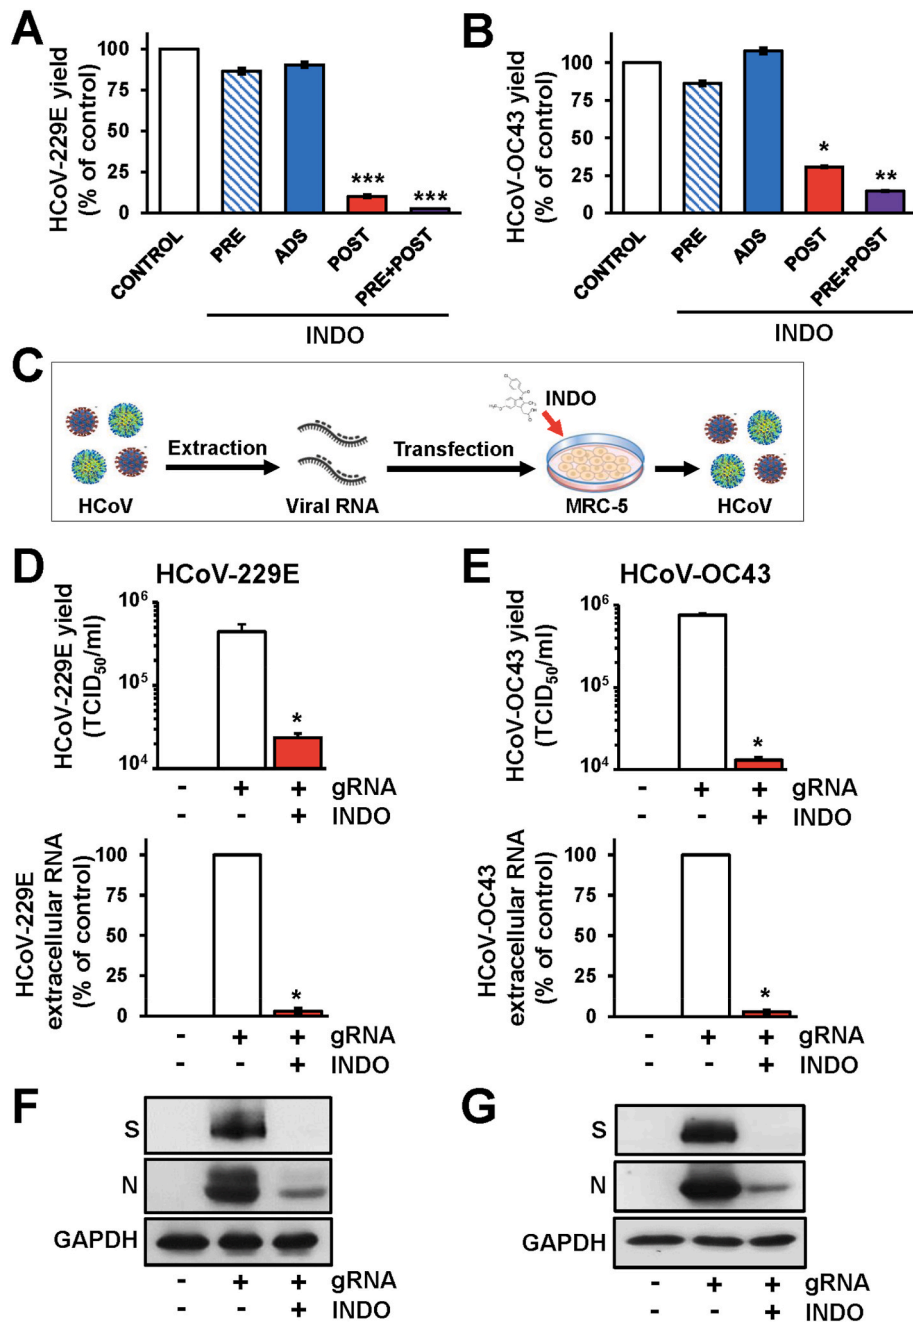 A
HCoV-229E yield
(% of control)
100
75
50
25
0
***
***
CONTROL
PRE
ADS
POST
PRE+POST
INDO
B
HCoV-OC43 yield
(% of control)
100
75
50
25
0
*
**
CONTROL
PRE
ADS
POST
PRE+POST
INDO
C
INDO
Extraction
Transfection
HCoV
Viral RNA
MRC-5
HCoV
D
HCoV-229E
HCoV-229E yield
(TCID50/ml)
10^6
10^5
10^4
*
- + + gRNA
- - + INDO
HCoV-229E
extracellular RNA
(% of control)
100
75
50
25
0
*
- + + gRNA
- - + INDO
E
HCoV-OC43
HCoV-OC43 yield
(TCID50/ml)
10^6
10^5
10^4
*
- + + gRNA
- - + INDO
HCoV-OC43
extracellular RNA
(% of control)
100
75
50
25
0
*
- + + gRNA
- - + INDO
F
S
N
GAPDH
- + + gRNA
- - + INDO
G
S
N
GAPDH
- + + gRNA
- - + INDO